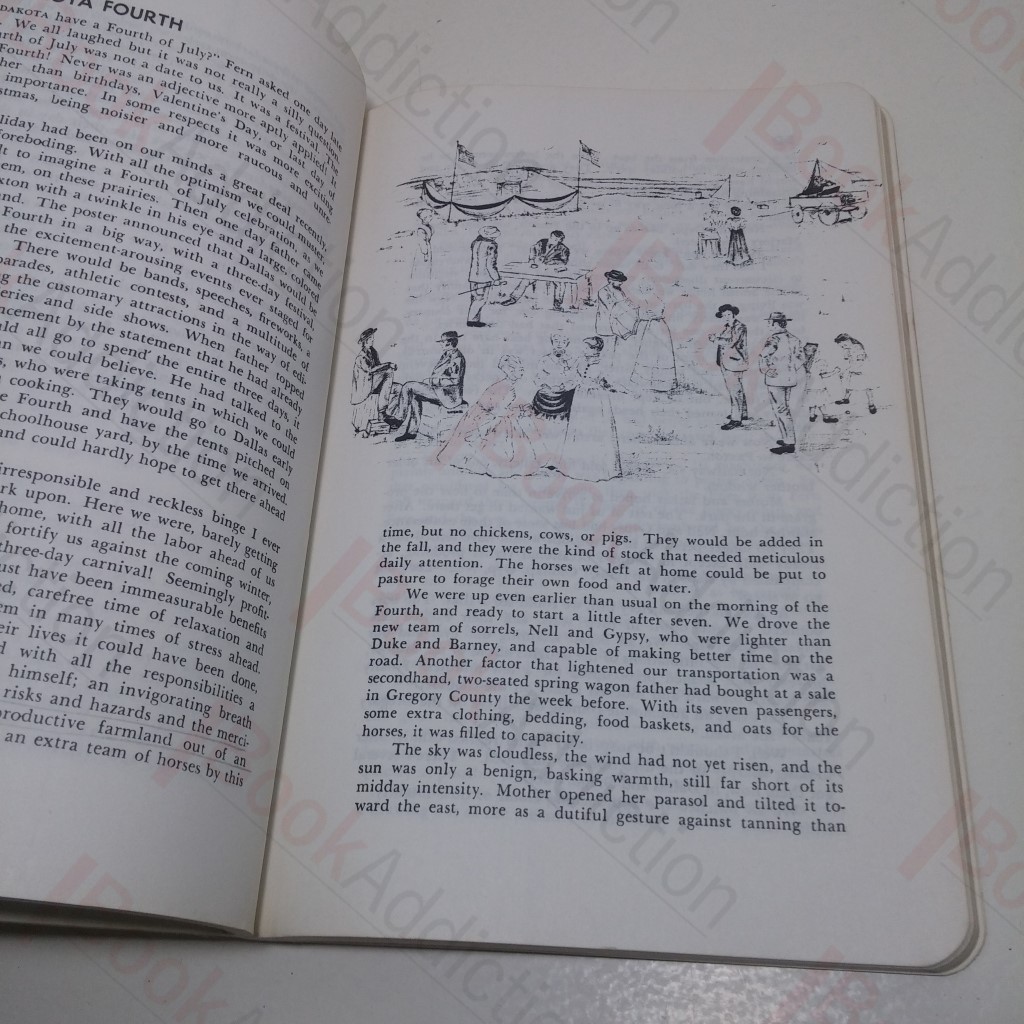 OTA FOURTH
DAKOTA have a Fourth of July?" Fern asked one day late
We all laughed but it was not really a silly question.
rth of July was not a date to us. It was a festival. The
Fourth! Never was an adjective more aptly applied! It
her than birthdays, Valentine's Day, or last day of
importance. In some respects it was more exciting
stmas, being noisier and more raucous and
liday had been on our minds a great deal recently,
foreboding. With all the optimism we could muster,
lt to imagine a Fourth of July celebration, as we
em, on these prairies. Then one day father came
xton with a twinkle in his eye and a large, colored
nd. The poster announced that Dallas would be
Fourth in a big way, with a three-day festival,
the excitement-arousing events ever staged for
There would be bands, speeches, fireworks, a
parades, athletic contests, and a multitude of
ng the customary attractions in the way of edi-
eries and side shows. When father topped
ncement by the statement that he had already
uld all go to spend the entire three days, it
an we could believe. He had talked to the
s, who were taking tents in which we could
cooking. They would go to Dallas early
e Fourth and have the tents pitched on
schoolhouse yard, by the time we arrived.
and could hardly hope to get there ahead
irresponsible and reckless binge I ever
rk upon. Here we were, barely getting
home, with all the labor ahead of us
fortify us against the coming winter,
three-day carnival! Seemingly profit-
ust have been immeasurable benefits
ed, carefree time of relaxation and
em in many times of stress ahead.
eir lives it could have been done,
d with all the responsibilities a
himself; an invigorating breath
risks and hazards and the merci-
productive farmland out of an
an extra team of horses by this
time, but no chickens, cows, or pigs. They would be added in
the fall, and they were the kind of stock that needed meticulous
daily attention. The horses we left at home could be put to
pasture to forage their own food and water.
We were up even earlier than usual on the morning of the
Fourth, and ready to start a little after seven. We drove the
new team of sorrels, Nell and Gypsy, who were lighter than
Duke and Barney, and capable of making better time on the
road. Another factor that lightened our transportation was a
secondhand, two-seated spring wagon father had bought at a sale
in Gregory County the week before. With its seven passengers,
some extra clothing, bedding, food baskets, and oats for the
horses, it was filled to capacity.
The sky was cloudless, the wind had not yet risen, and the
sun was only a benign, basking warmth, still far short of its
midday intensity. Mother opened her parasol and tilted it to-
ward the east, more as a dutiful gesture against tanning than
BookAddiction